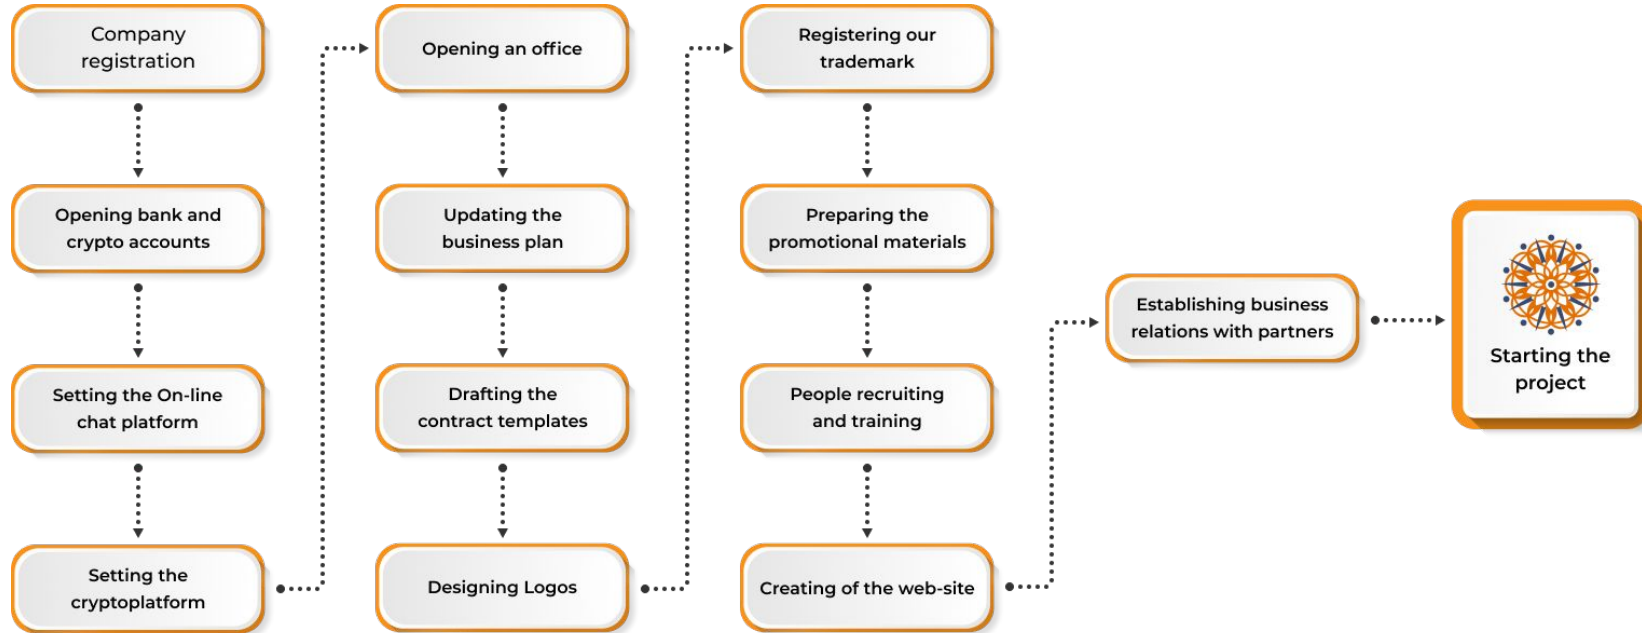 Company
registration
Opening bank and
crypto accounts
Setting the On-line
chat platform
Setting the
cryptoplatform
Opening an office
Updating the
business plan
Drafting the
contract templates
Designing Logos
Registering our
trademark
Preparing the
promotional materials
People recruiting
and training
Creating of the web-site
Establishing business
relations with partners
Starting the
project